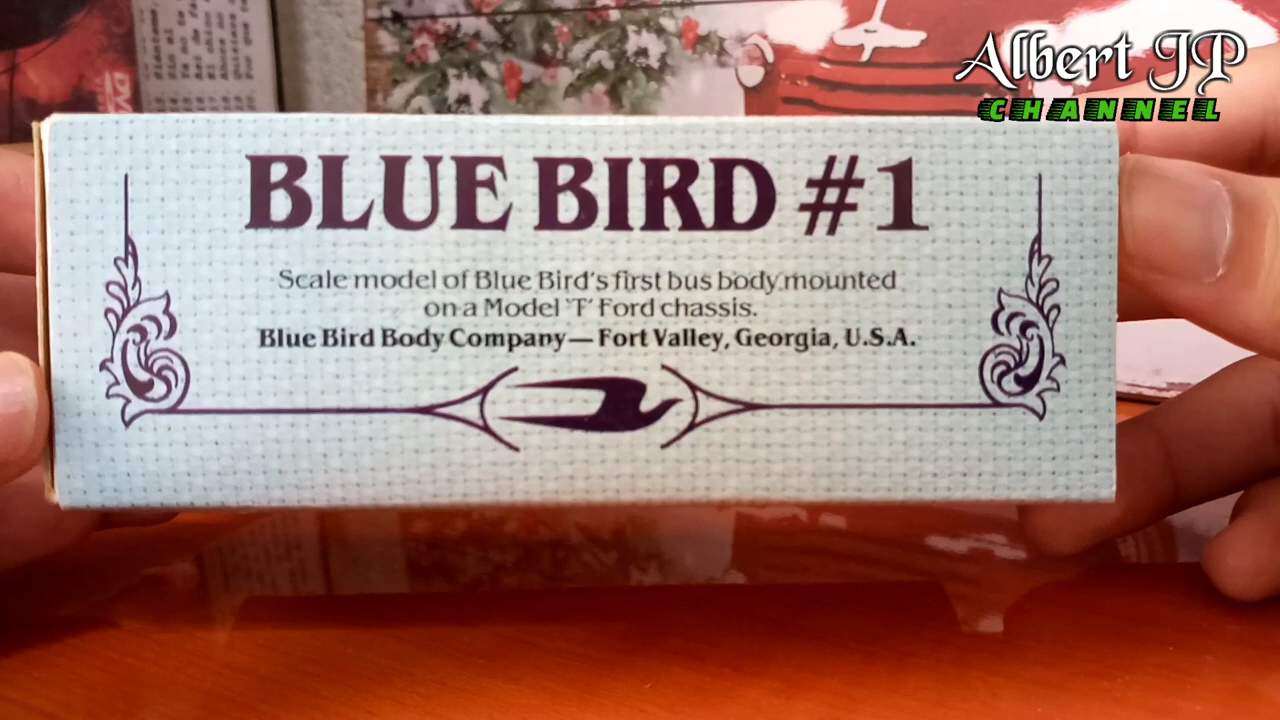 Albert JP
CHANNEL
DVD
BLUE BIRD #1
Scale model of Blue Bird's first bus body mounted
on a Model 'T' Ford chassis.
Blue Bird Body Company—Fort Valley, Georgia, U.S.A.